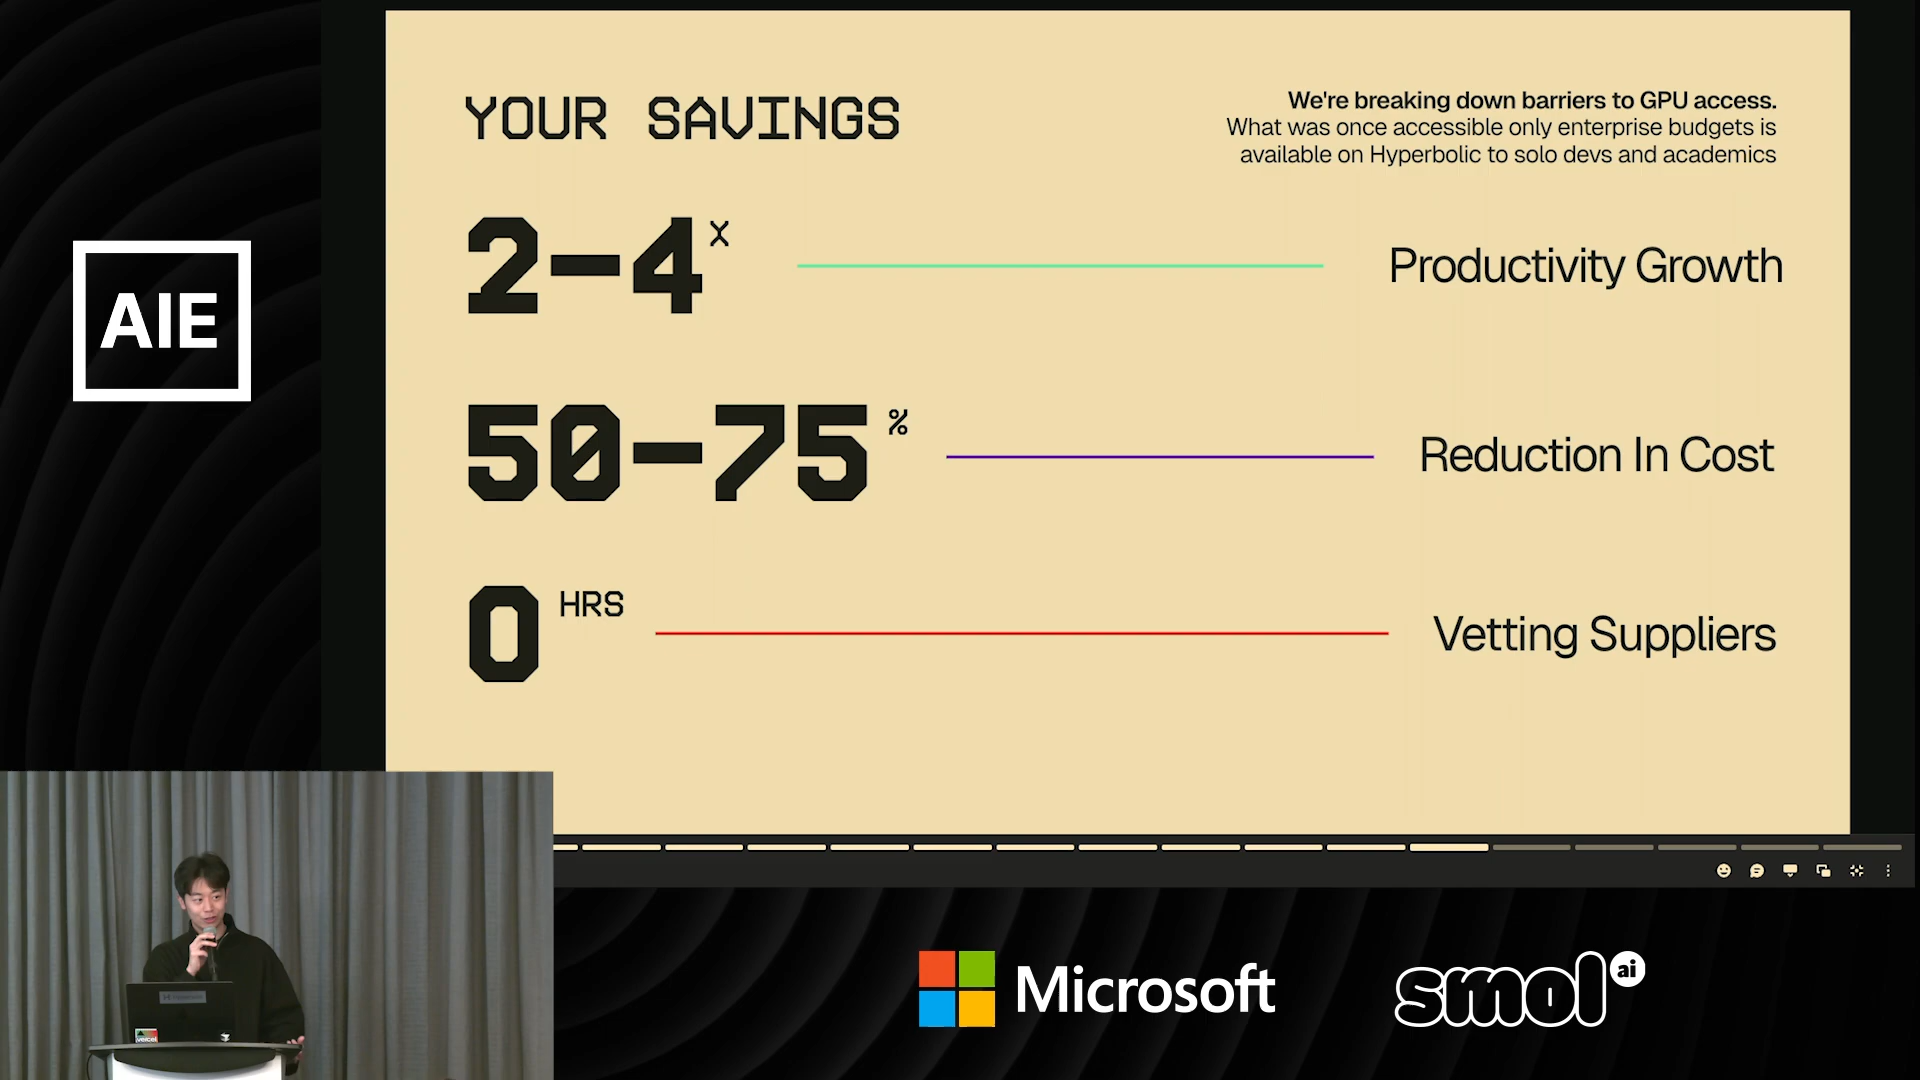 YOUR SAVINGS
We're breaking down barriers to GPU access.
What was once accessible only enterprise budgets is
available on Hyperbolic to solo devs and academics
2-4x
Productivity Growth
50-75%
Reduction In Cost
0 HRS
Vetting Suppliers
AIE
Microsoft
smol ai